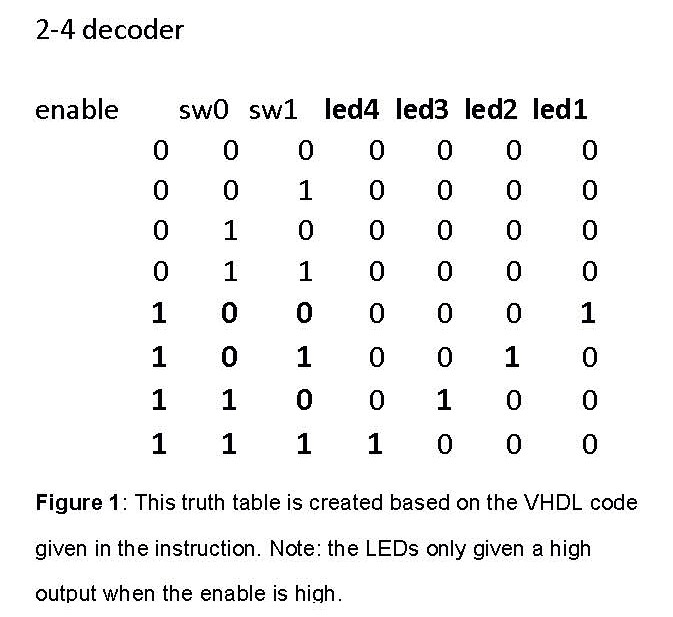 2-4 decoder
enable sw0 sw1 led4 led3 led2 led1
0 0 0 0 0 0 0
0 0 1 0 0 0 0
0 1 0 0 0 0 0
0 1 1 0 0 0 0
1 0 0 0 0 0 1
1 0 1 0 0 1 0
1 1 0 0 1 0 0
1 1 1 1 0 0 0
Figure 1: This truth table is created based on the VHDL code
given in the instruction. Note: the LEDs only given a high
output when the enable is high.